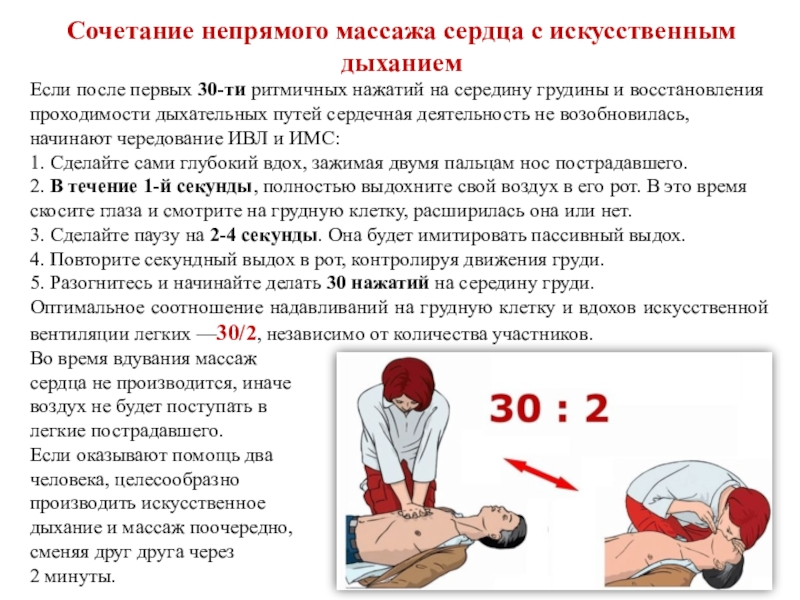 Сочетание непрямого массажа сердца с искусственным
дыханием
Если после первых 30-ти ритмичных нажатий на середину грудины и восстановления
проходимости дыхательных путей сердечная деятельность не возобновилась,
начинают чередование ИВЛ и ИМС:
1. Сделайте сами глубокий вдох, зажимая двумя пальцам нос пострадавшего.
2. В течение 1-й секунды, полностью выдохните свой воздух в его рот. В это время
скосите глаза и смотрите на грудную клетку, расширилась она или нет.
3. Сделайте паузу на 2-4 секунды. Она будет имитировать пассивный выдох.
4. Повторите секундный выдох в рот, контролируя движения груди.
5. Разогнитесь и начинайте делать 30 нажатий на середину груди.
Оптимальное соотношение надавливаний на грудную клетку и вдохов искусственной
вентиляции легких —30/2, независимо от количества участников.
Во время вдувания массаж
сердца не производится, иначе
воздух не будет поступать в
легкие пострадавшего.
Если оказывают помощь два
человека, целесообразно
производить искусственное
дыхание и массаж поочередно,
сменяя друг друга через
2 минуты.
30 : 2